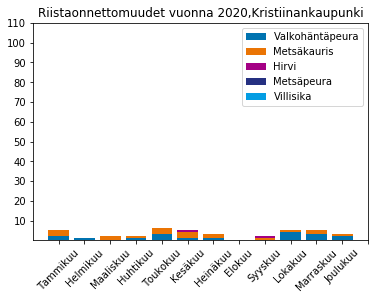 Riistaonnettomuudet vuonna 2020,Kristiinankaupunki
110
100
90
80
70
60
50
40
30
20
10
Valkohäntäpeura
Metsäkauris
Hirvi
Metsäpeura
Villisika
Tammikuu
Helmikuu
Maaliskuu
Huhtikuu
Toukokuu
Kesäkuu
Heinäkuu
Elokuu
Syyskuu
Lokakuu
Marraskuu
Joulukuu